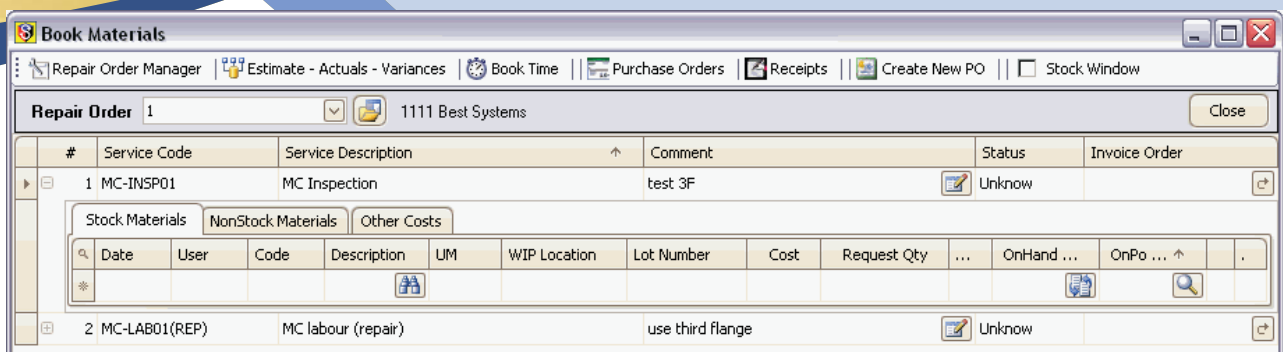 Book Materials
Repair Order Manager Estimate - Actuals - Variances Book Time Purchase Orders Receipts Create New PO Stock Window
Repair Order 1 1111 Best Systems Close
# Service Code Service Description Comment Status Invoice Order
1 MC-INSP01 MC Inspection test 3F Unknow
Stock Materials NonStock Materials Other Costs
Date User Code Description UM WIP Location Lot Number Cost Request Qty ... OnHand ... OnPo ... .
2 MC-LAB01(REP) MC labour (repair) use third flange Unknow